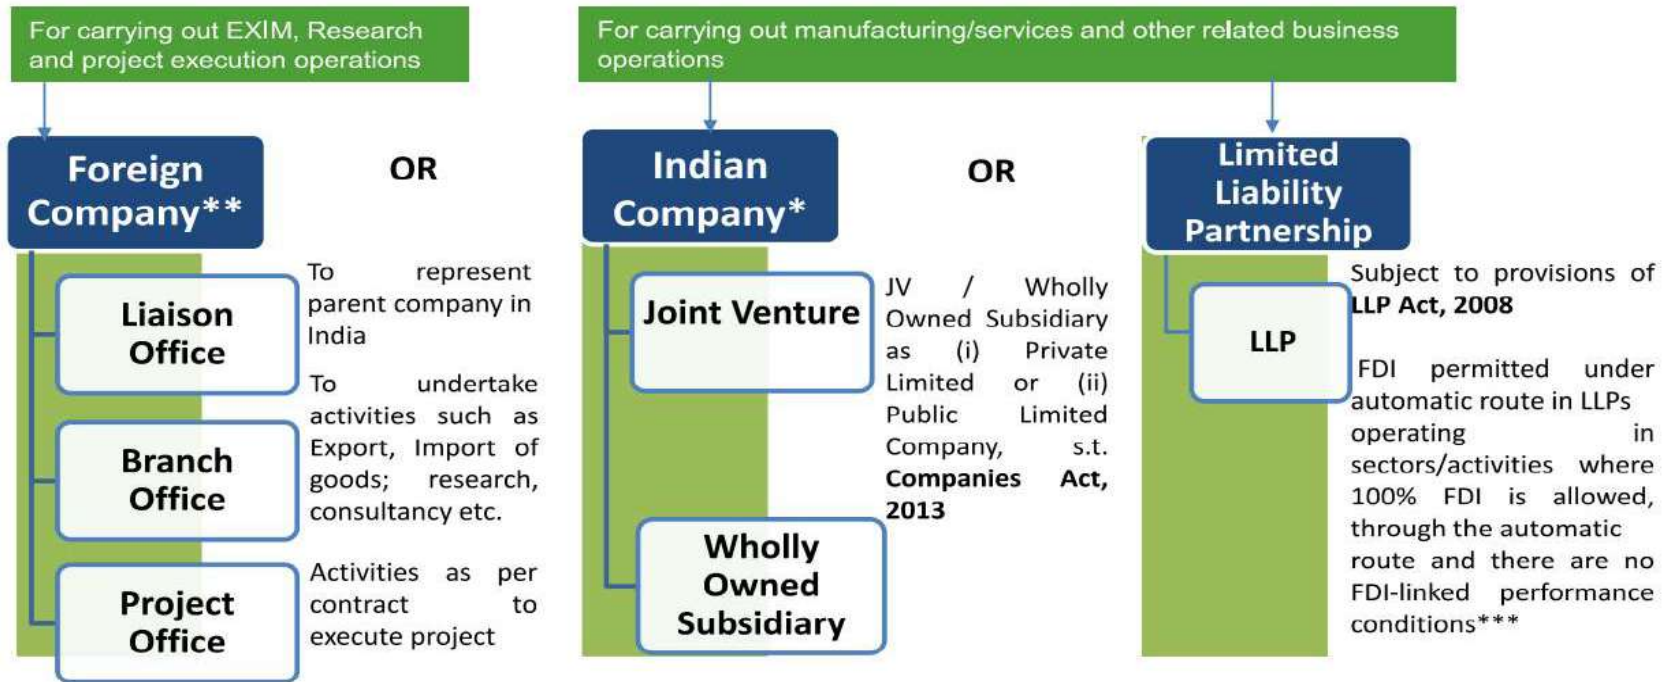 For carrying out EXIM, Research
and project execution operations
For carrying out manufacturing/services and other related business
operations
Foreign
Company**
OR
Indian
Company*
OR
Limited
Liability
Partnership
Liaison
Office
To represent
parent company in
India
Branch
Office
To undertake
activities such as
Export, Import of
goods; research,
consultancy etc.
Project
Office
Activities as per
contract to
execute project
Joint Venture
Wholly
Owned
Subsidiary
JV / Wholly
Owned Subsidiary
as (i) Private
Limited or (ii)
Public Limited
Company, s.t.
Companies Act,
2013
LLP
Subject to provisions of
LLP Act, 2008
FDI permitted under
automatic route in LLPs
operating in
sectors/activities where
100% FDI is allowed,
through the automatic
route and there are no
FDI-linked performance
conditions***